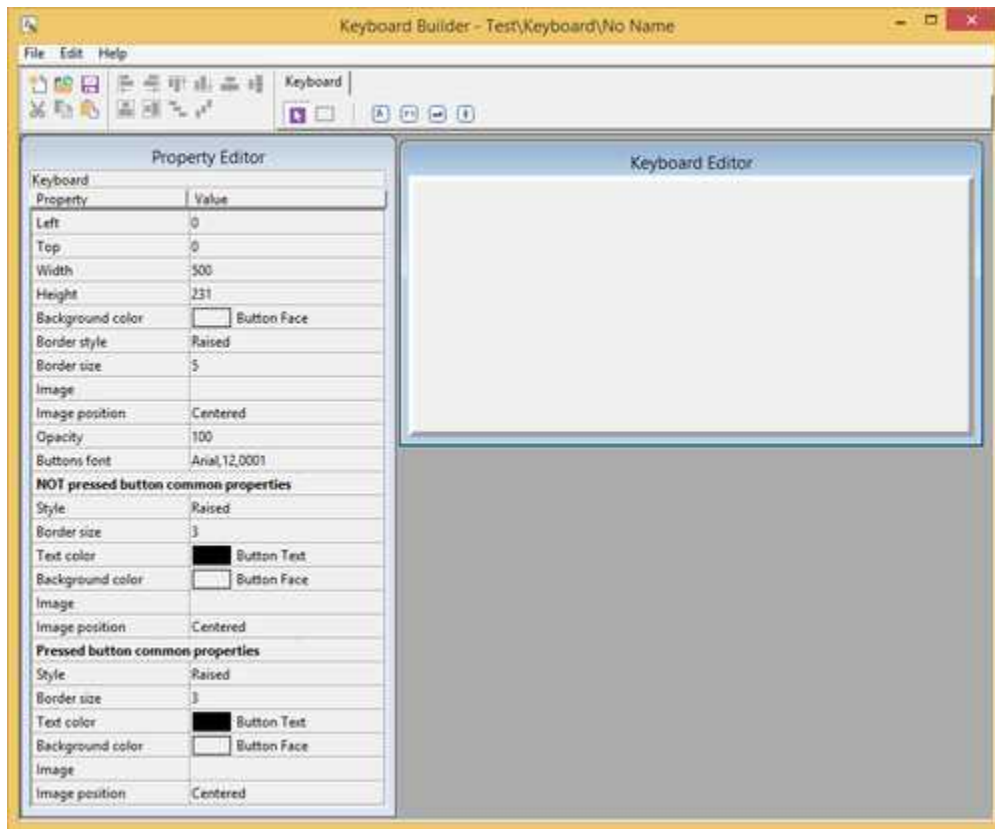 Keyboard Builder - Test\Keyboard\No Name
File Edit Help
Keyboard
Property Editor
Keyboard
Property Value
Left 0
Top 0
Width 500
Height 231
Background color Button Face
Border style Raised
Border size 5
Image
Image position Centered
Opacity 100
Buttons font Arial,12,0001
NOT pressed button common properties
Style Raised
Border size 3
Text color Button Text
Background color Button Face
Image
Image position Centered
Pressed button common properties
Style Raised
Border size 3
Text color Button Text
Background color Button Face
Image
Image position Centered
Keyboard Editor